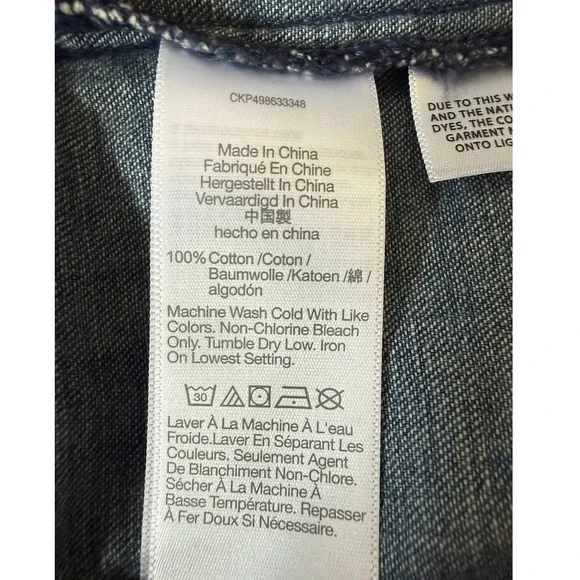 CKP498633348
Made In China
Fabriqué En Chine
Hergestellt In China
Vervaardigd In China
中国製
hecho en china
100% Cotton /Coton /
Baumwolle /Katoen /綿 /
algodón
Machine Wash Cold With Like
Colors. Non-Chlorine Bleach
Only. Tumble Dry Low. Iron
On Lowest Setting.
30
Laver À La Machine À L'eau
Froide.Laver En Séparant Les
Couleurs. Seulement Agent
De Blanchiment Non-Chlore.
Sécher À La Machine À
Basse Température. Repasser
À Fer Doux Si Nécessaire.
DUE TO THIS
AND THE
DYES, THE
GARMENT
ONTO